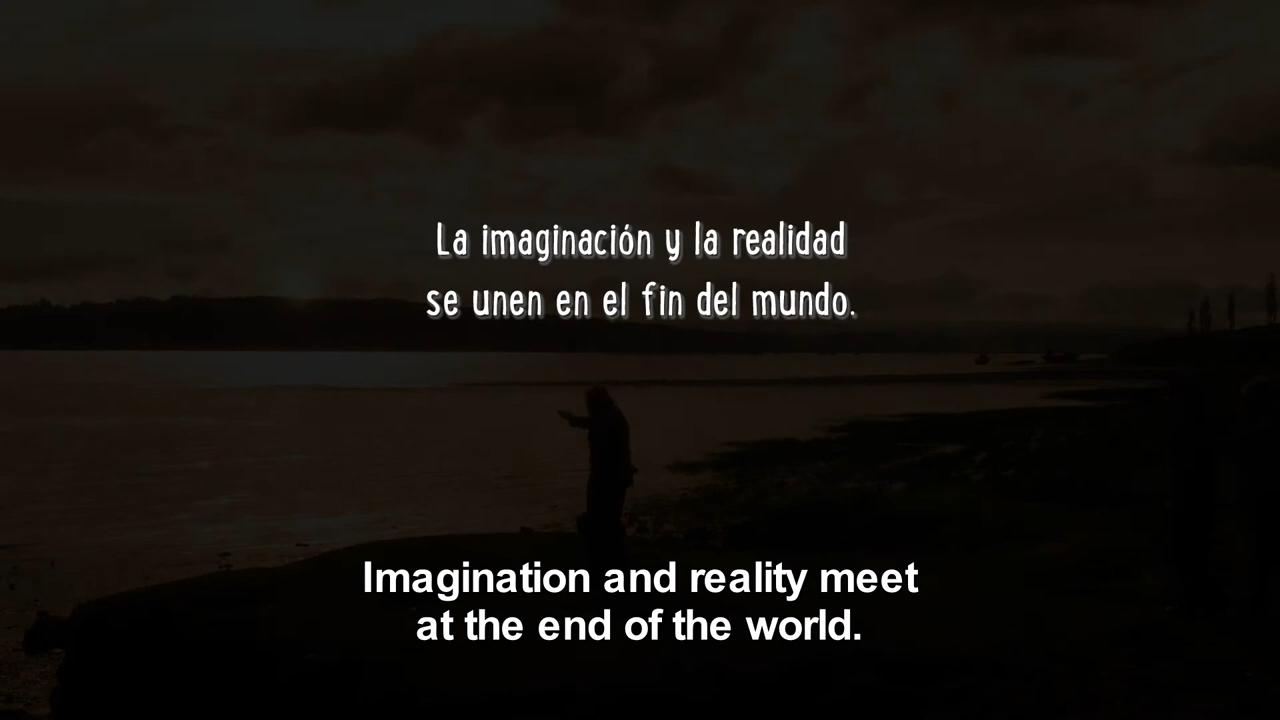 La imaginación y la realidad
se unen en el fin del mundo.
Imagination and reality meet
at the end of the world.